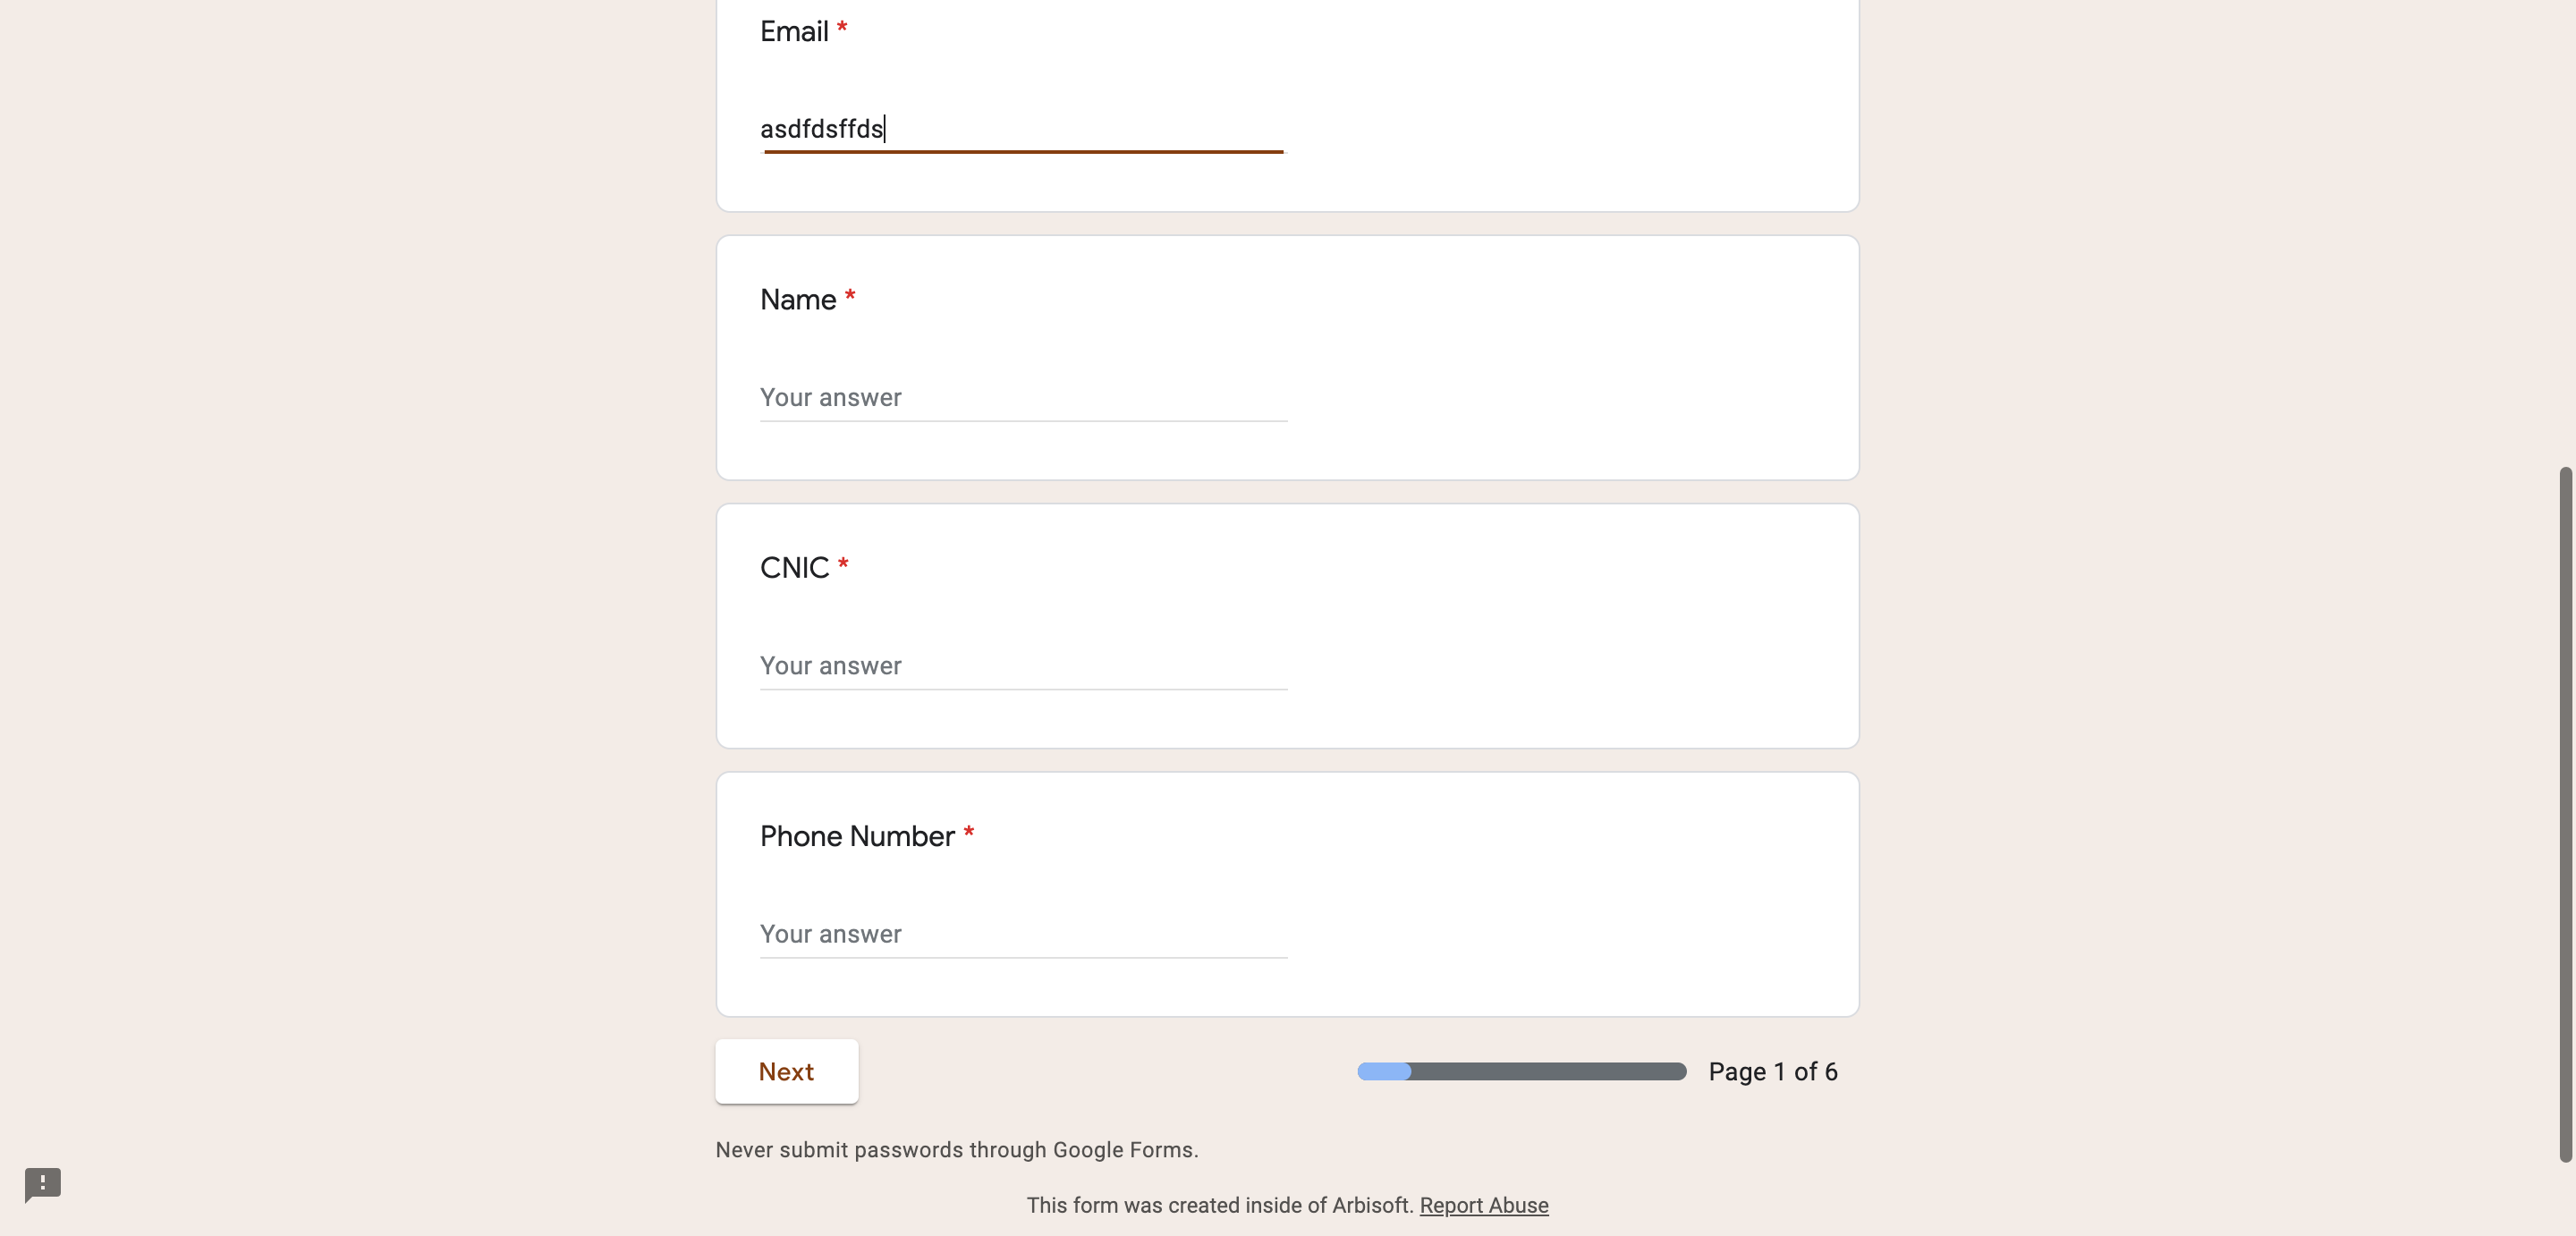 Email *
asdfdsffds
Name *
Your answer
CNIC *
Your answer
Phone Number *
Your answer
Next
Page 1 of 6
Never submit passwords through Google Forms.
This form was created inside of Arbisoft. Report Abuse